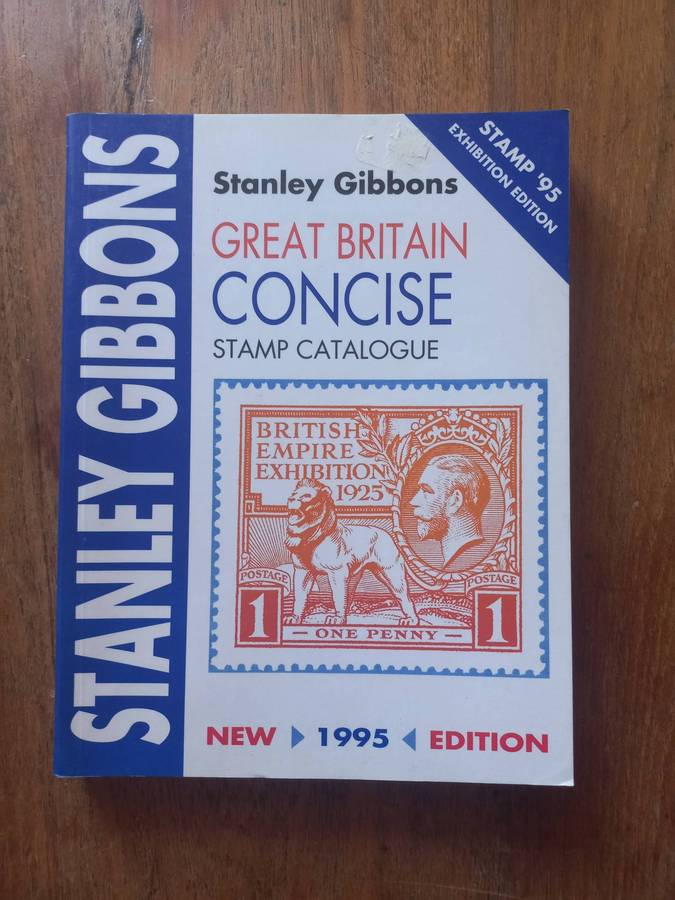 STANLEY GIBBONS
STAMP '95
EXHIBITION EDITION
Stanley Gibbons
GREAT BRITAIN
CONCISE
STAMP CATALOGUE
BRITISH
EMPIRE
EXHIBITION
1925
POSTAGE
POSTAGE
1
1
— ONE PENNY —
NEW 1995 EDITION